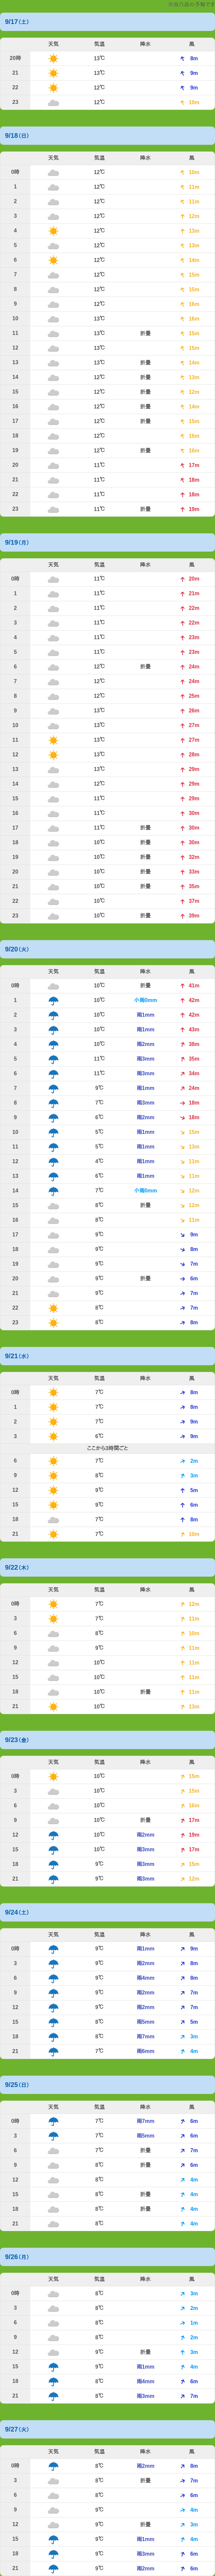 9/17(土)
天気 気温 降水 風
20時 13℃ 8m
21 13℃ 9m
22 12℃ 9m
23 12℃ 10m
9/18(日)
天気 気温 降水 風
0時 12℃ 10m
1 12℃ 11m
2 12℃ 11m
3 12℃ 12m
4 12℃ 13m
5 12℃ 13m
6 12℃ 14m
7 12℃ 15m
8 12℃ 15m
9 12℃ 16m
10 13℃ 16m
11 13℃ 折畳 15m
12 13℃ 15m
13 13℃ 折畳 14m
14 12℃ 折畳 13m
15 12℃ 折畳 12m
16 12℃ 折畳 14m
17 12℃ 折畳 15m
18 12℃ 16m
19 12℃ 折畳 16m
20 11℃ 17m
21 11℃ 18m
22 11℃ 18m
23 11℃ 折畳 19m
9/19(月)
天気 気温 降水 風
0時 11℃ 20m
1 11℃ 21m
2 11℃ 22m
3 11℃ 22m
4 11℃ 23m
5 11℃ 23m
6 12℃ 折畳 24m
7 12℃ 24m
8 12℃ 25m
9 13℃ 26m
10 13℃ 27m
11 13℃ 27m
12 13℃ 28m
13 13℃ 29m
14 12℃ 29m
15 11℃ 29m
16 11℃ 30m
17 11℃ 折畳 30m
18 10℃ 折畳 30m
19 10℃ 折畳 32m
20 10℃ 折畳 33m
21 10℃ 折畳 35m
22 10℃ 37m
23 10℃ 折畳 39m
9/20(火)
天気 気温 降水 風
0時 10℃ 折畳 41m
1 10℃ 小雨0mm 42m
2 10℃ 雨1mm 42m
3 10℃ 雨1mm 43m
4 10℃ 雨2mm 38m
5 11℃ 雨3mm 35m
6 11℃ 雨3mm 34m
7 9℃ 雨1mm 24m
8 7℃ 雨3mm 18m
9 6℃ 雨2mm 18m
10 5℃ 雨1mm 15m
11 5℃ 雨1mm 13m
12 4℃ 雨1mm 11m
13 6℃ 雨1mm 11m
14 7℃ 小雨0mm 12m
15 8℃ 折畳 12m
16 8℃ 11m
17 9℃ 9m
18 9℃ 8m
19 9℃ 7m
20 9℃ 折畳 6m
21 9℃ 7m
22 8℃ 7m
23 8℃ 8m
9/21(水)
天気 気温 降水 風
0時 7℃ 8m
1 7℃ 8m
2 7℃ 9m
3 6℃ 9m
ここから3時間ごと
6 7℃ 2m
9 8℃ 3m
12 9℃ 5m
15 9℃ 6m
18 7℃ 8m
21 7℃ 10m
9/22(木)
天気 気温 降水 風
0時 7℃ 11m
3 7℃ 11m
6 8℃ 10m
9 9℃ 11m
12 10℃ 11m
15 10℃ 11m
18 10℃ 折畳 11m
21 10℃ 13m
9/23(金)
天気 気温 降水 風
0時 10℃ 15m
3 10℃ 15m
6 10℃ 16m
9 10℃ 折畳 17m
12 10℃ 雨2mm 19m
15 10℃ 雨3mm 17m
18 9℃ 雨3mm 15m
21 9℃ 雨3mm 12m
9/24(土)
天気 気温 降水 風
0時 9℃ 雨1mm 9m
3 9℃ 雨2mm 8m
6 9℃ 雨4mm 8m
9 9℃ 雨2mm 7m
12 9℃ 雨2mm 7m
15 8℃ 雨5mm 5m
18 8℃ 雨7mm 3m
21 7℃ 雨6mm 4m
9/25(日)
天気 気温 降水 風
0時 7℃ 雨7mm 6m
3 7℃ 雨5mm 6m
6 7℃ 折畳 7m
9 8℃ 折畳 6m
12 8℃ 4m
15 8℃ 折畳 4m
18 8℃ 折畳 4m
21 8℃ 4m
9/26(月)
天気 気温 降水 風
0時 8℃ 3m
3 8℃ 2m
6 8℃ 1m
9 8℃ 2m
12 9℃ 折畳 3m
15 9℃ 雨1mm 4m
18 8℃ 雨4mm 6m
21 8℃ 雨3mm 7m
9/27(火)
天気 気温 降水 風
0時 8℃ 雨2mm 8m
3 8℃ 折畳 7m
6 8℃ 6m
9 9℃ 4m
12 9℃ 折畳 3m
15 9℃ 雨1mm 4m
18 9℃ 雨3mm 6m
21 9℃ 雨2mm 6m